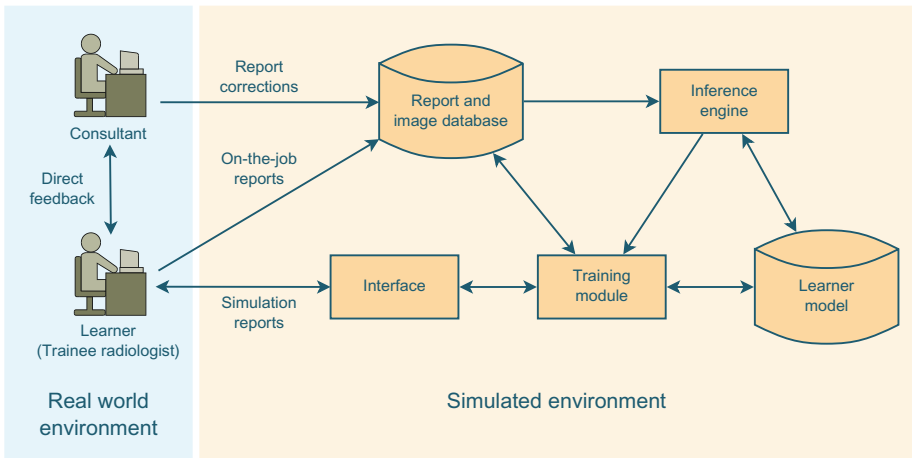 Report
corrections
Report and
image database
Inference
engine
Consultant
Direct
feedback
On-the-job
reports
Interface
Training
module
Learner
model
Simulation
reports
Learner
(Trainee radiologist)
Real world
environment
Simulated environment